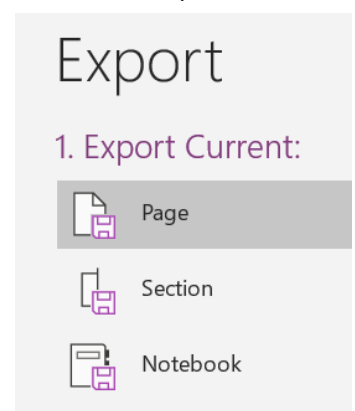 Export
1. Export Current:
Page
Section
Notebook